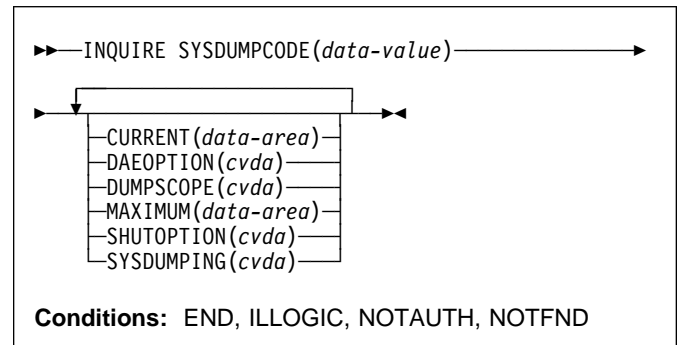 INQUIRE SYSDUMPCODE(data-value)
CURRENT(data-area)
DAEOPTION(cvda)
DUMPSCOPE(cvda)
MAXIMUM(data-area)
SHUTOPTION(cvda)
SYSDUMPING(cvda)
Conditions: END, ILLOGIC, NOTAUTH, NOTFND